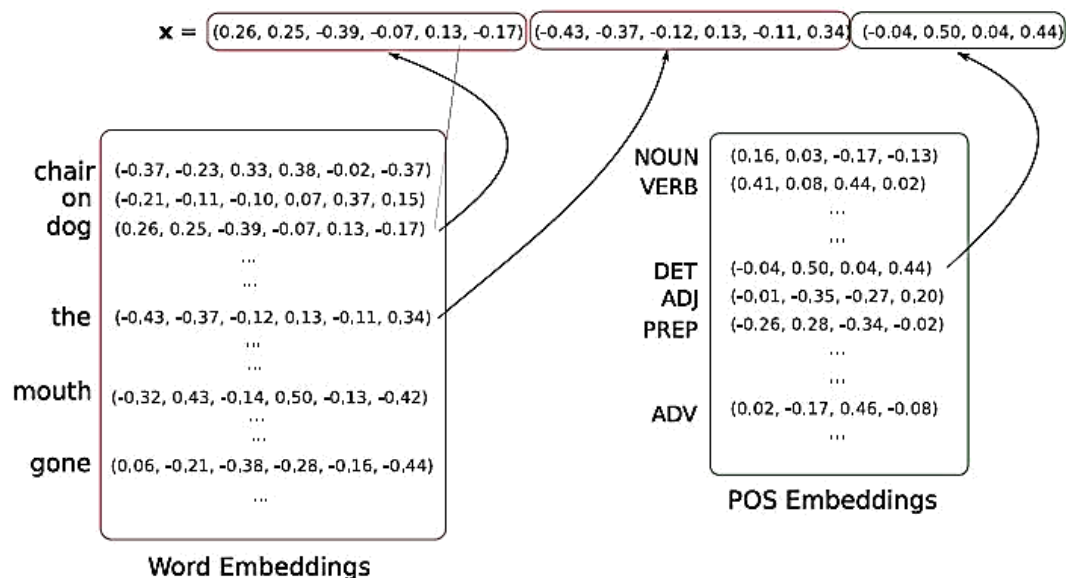 x = (0.26, 0.25, -0.39, -0.07, 0.13, -0.17) (-0.43, -0.37, -0.12, 0.13, -0.11, 0.34) (-0.04, 0.50, 0.04, 0.44)
chair (-0.37, -0.23, 0.33, 0.38, -0.02, -0.37)
on (-0.21, -0.11, -0.10, 0.07, 0.37, 0.15)
dog (0.26, 0.25, -0.39, -0.07, 0.13, -0.17)
...
...
the (-0.43, -0.37, -0.12, 0.13, -0.11, 0.34)
...
...
mouth (-0.32, 0.43, -0.14, 0.50, -0.13, -0.42)
...
...
gone (0.06, -0.21, -0.38, -0.28, -0.16, -0.44)
...
Word Embeddings
NOUN (0.16, 0.03, -0.17, -0.13)
VERB (0.41, 0.08, 0.44, 0.02)
...
...
DET (-0.04, 0.50, 0.04, 0.44)
ADJ (-0.01, -0.35, -0.27, 0.20)
PREP (-0.26, 0.28, -0.34, -0.02)
...
...
ADV (0.02, -0.17, 0.46, -0.08)
...
POS Embeddings